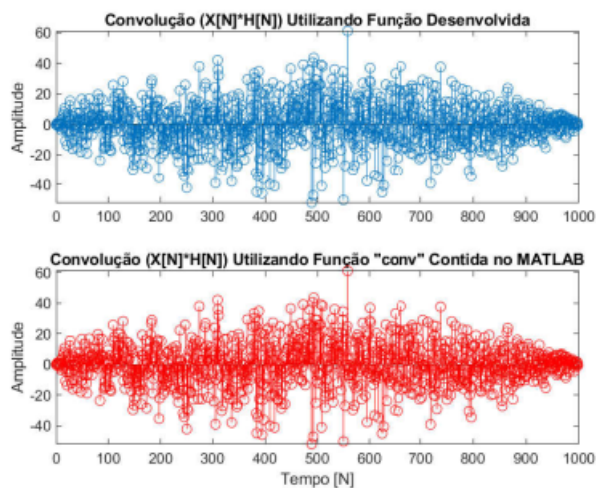 Convolução (X[N]*H[N]) Utilizando Função Desenvolvida
60
40
20
0
-20
-40
Amplitude
0 100 200 300 400 500 600 700 800 900 1000
Convolução (X[N]*H[N]) Utilizando Função "conv" Contida no MATLAB
60
40
20
0
-20
-40
Amplitude
0 100 200 300 400 500 600 700 800 900 1000
Tempo [N]